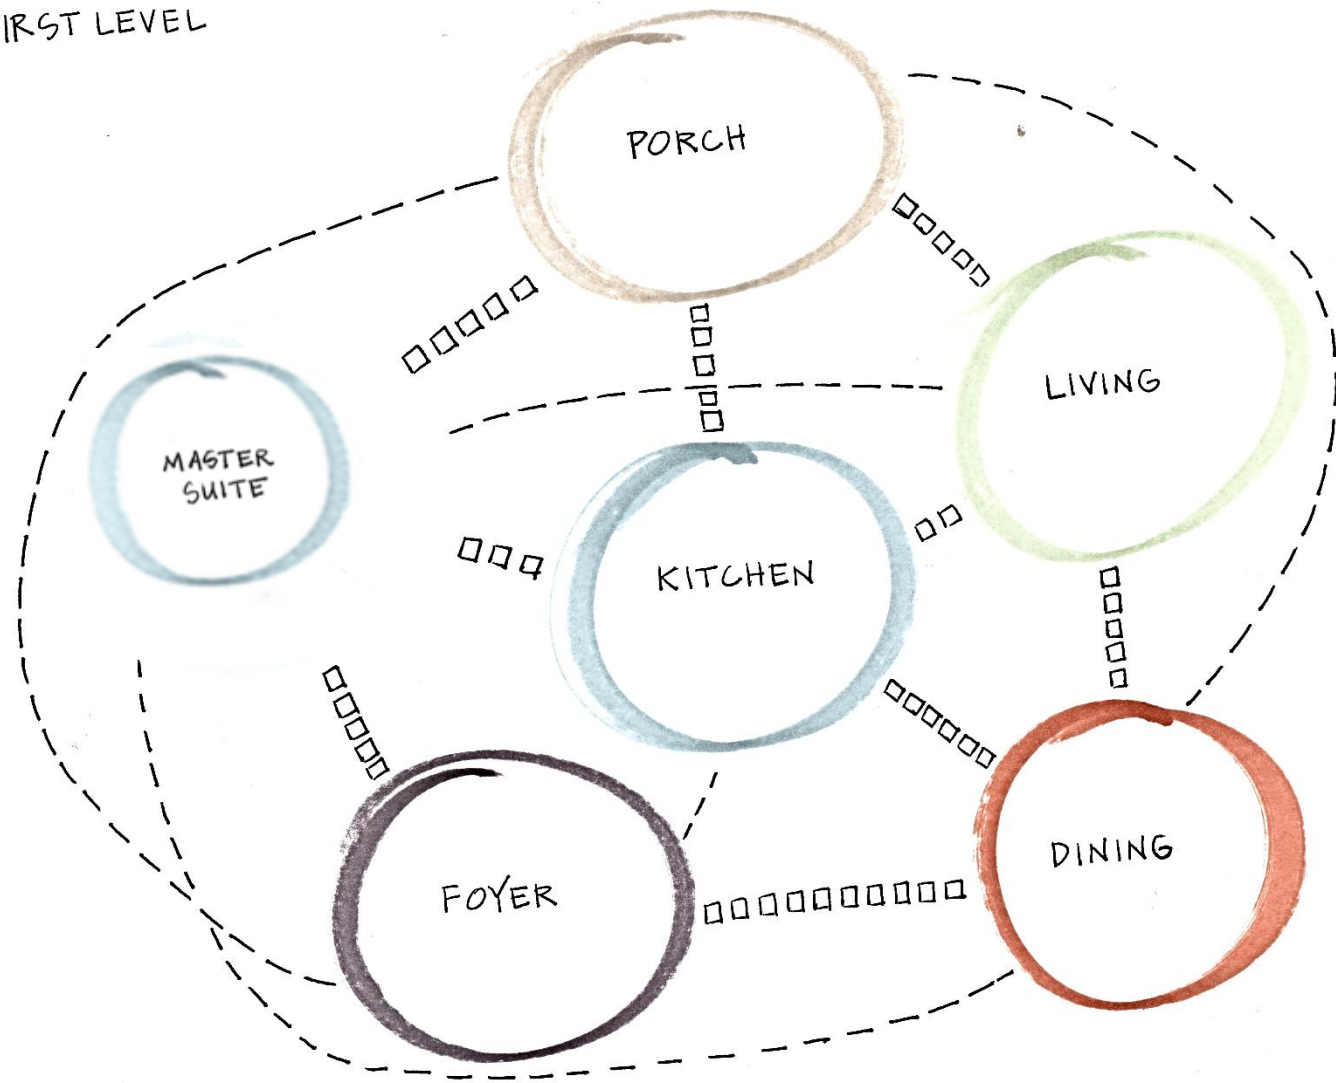 IRST LEVEL
PORCH
LIVING
MASTER
SUITE
KITCHEN
DINING
FOYER